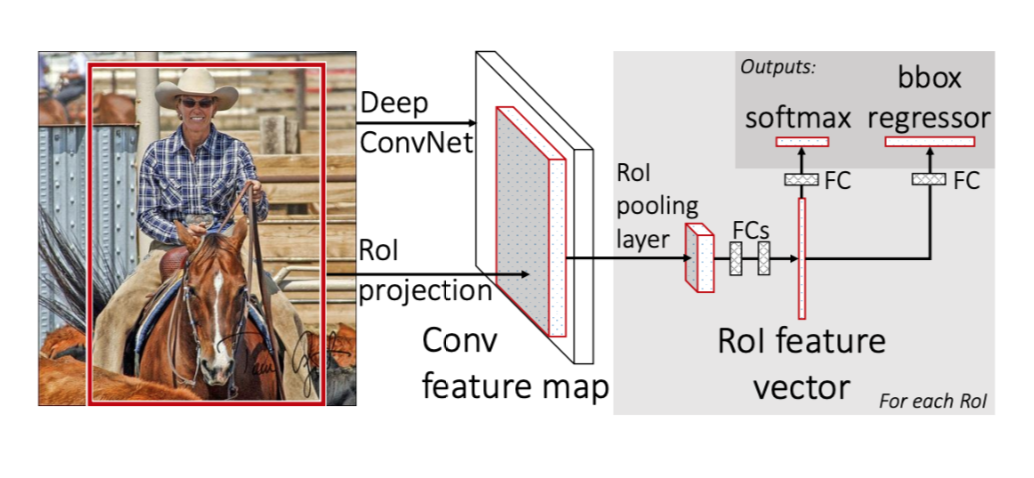 Deep
ConvNet
RoI
projection
Conv
feature map
RoI
pooling
layer
FCs
Outputs:
softmax
bbox
regressor
FC
FC
RoI feature
vector
For each RoI